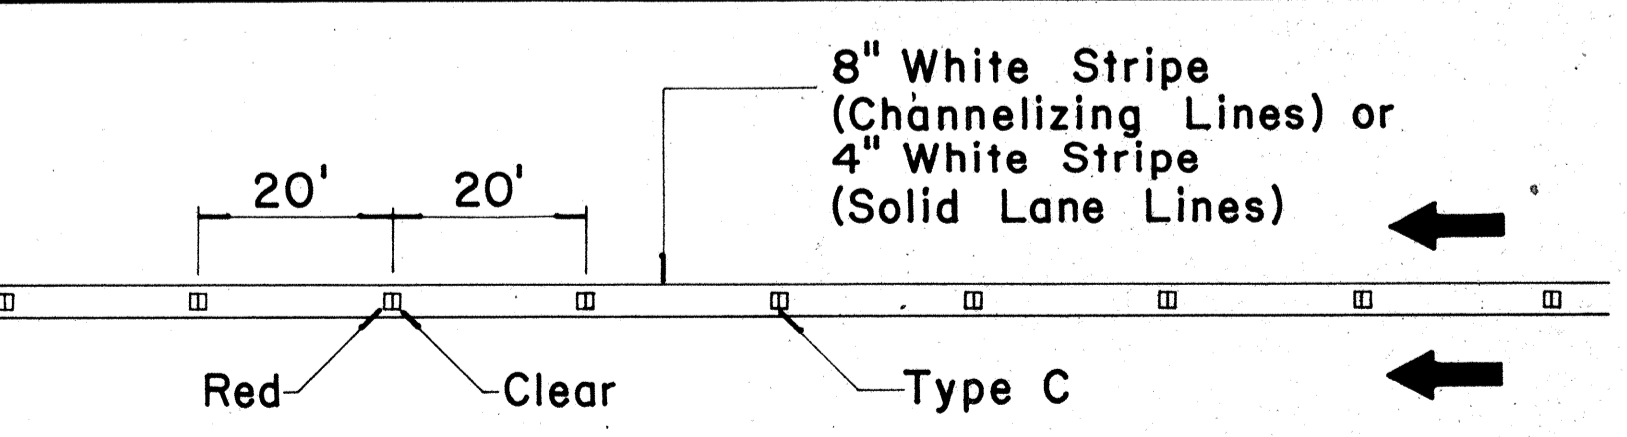 8" White Stripe
(Channelizing Lines) or
4" White Stripe
(Solid Lane Lines)
20' 20'
Red Clear Type C